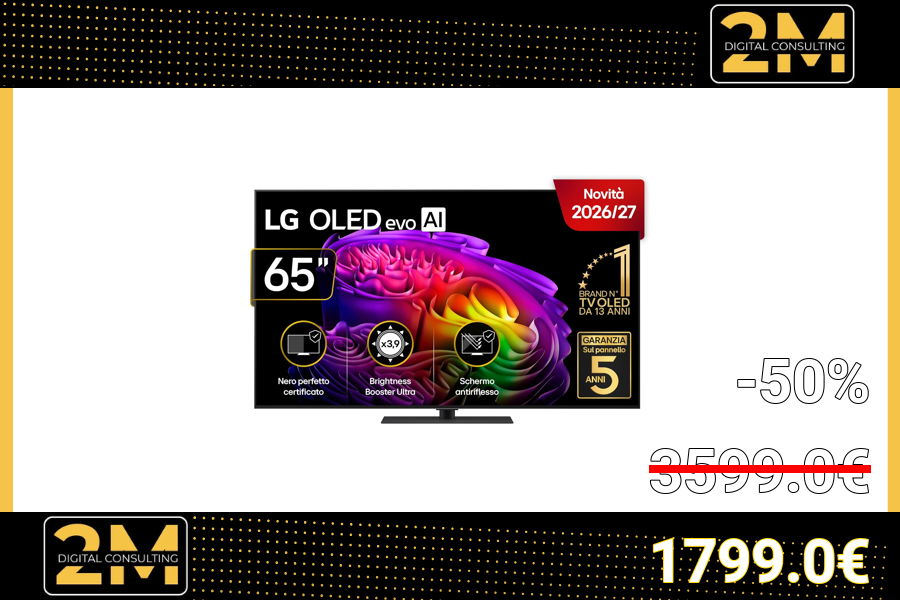 2M
DIGITAL CONSULTING
Novità
2026/27
LG OLED evo AI
65”
1
BRAND N°
TV OLED
DA 13 ANNI
x3,9
GARANZIA
Sul pannello
5
ANNI
Nero perfetto
certificato
Brightness
Booster Ultra
Schermo
antiriflesso
-50%
3599.0€
2M
DIGITAL CONSULTING
1799.0€